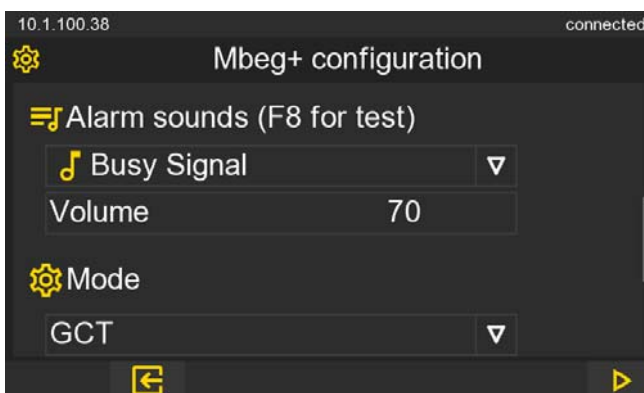 10.1.100.38 connected
Mbeg+ configuration
Alarm sounds (F8 for test)
Busy Signal
Volume 70
Mode
GCT